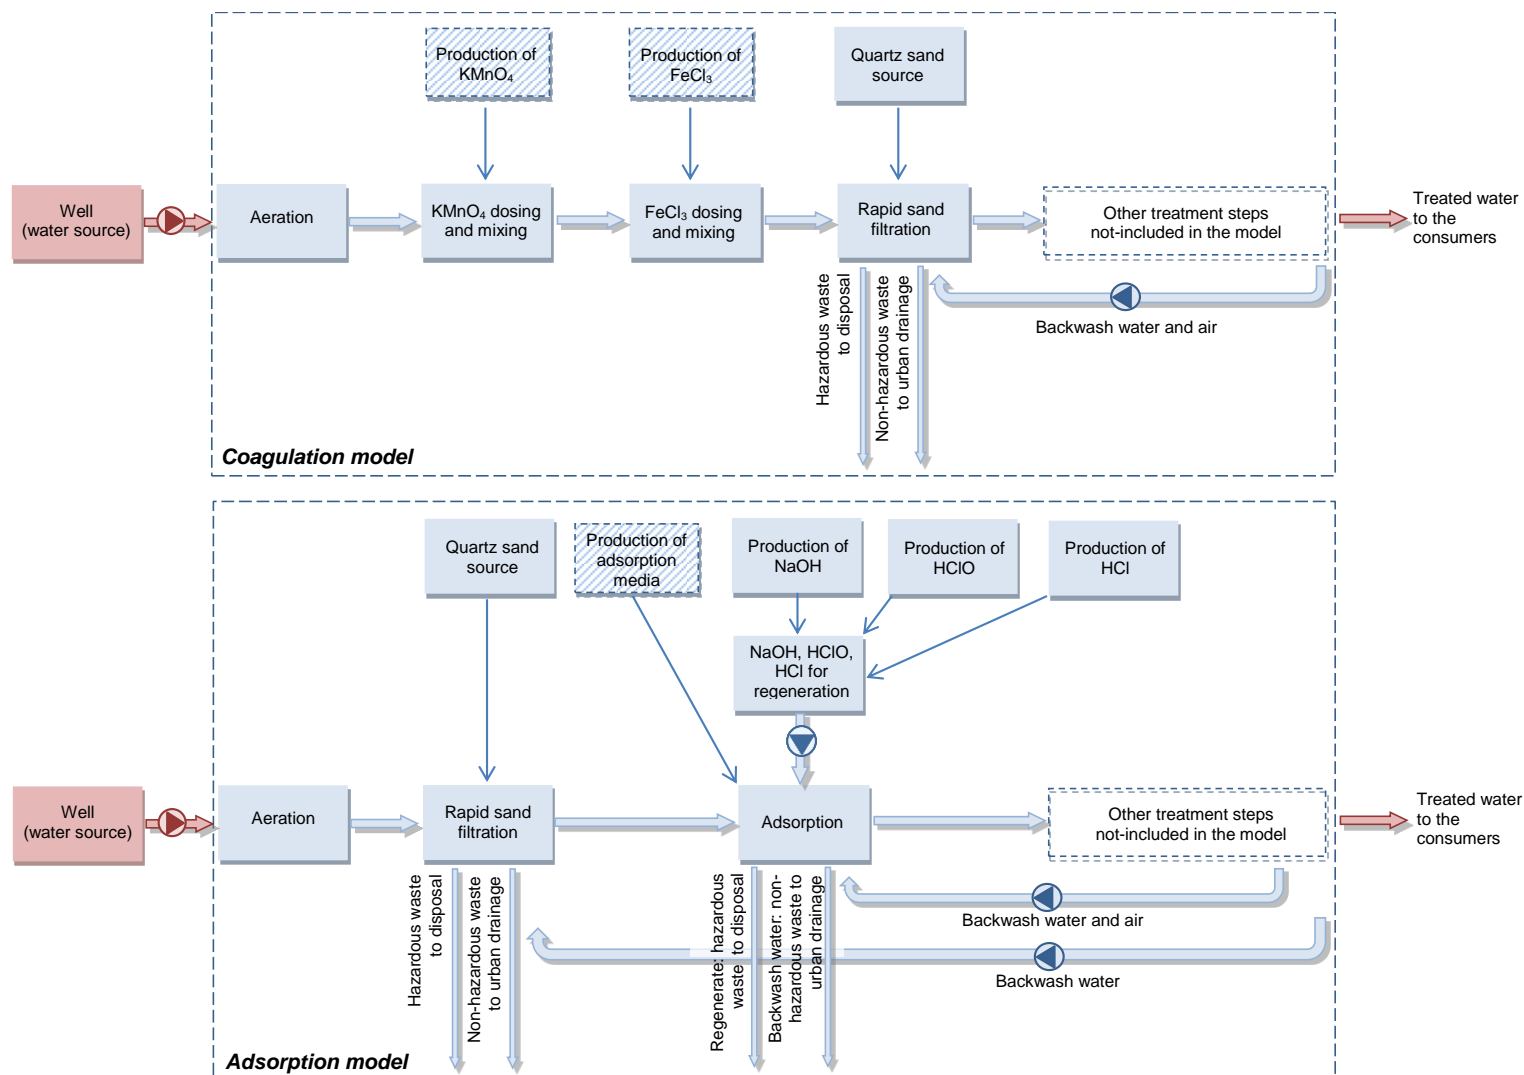 Production of
KMnO₄
Production of
FeCl₃
Quartz sand
source
Well
(water source)
Aeration
KMnO₄ dosing
and mixing
FeCl₃ dosing
and mixing
Rapid sand
filtration
Other treatment steps
not-included in the model
Treated water
to the
consumers
Hazardous waste
to disposal
Non-hazardous waste
to urban drainage
Backwash water and air
Coagulation model
Quartz sand
source
Production of
adsorption
media
Production of
NaOH
Production of
HClO
Production of
HCl
NaOH, HClO,
HCl for
regeneration
Well
(water source)
Aeration
Rapid sand
filtration
Adsorption
Other treatment steps
not-included in the model
Treated water
to the
consumers
Hazardous waste
to disposal
Non-hazardous waste
to urban drainage
Regenerate: hazardous
waste to disposal
Backwash water: non-
hazardous waste to
urban drainage
Backwash water and air
Backwash water
Adsorption model